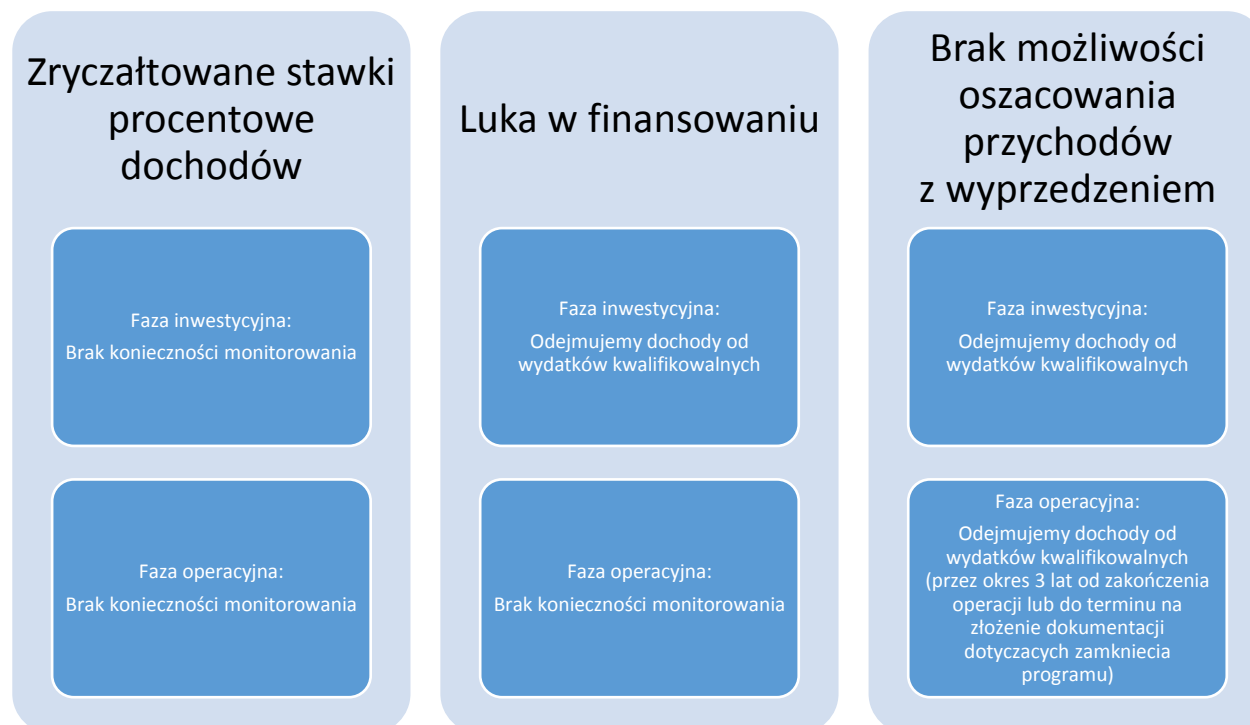 Zryczałtowane stawki
procentowe
dochodów
Faza inwestycyjna:
Brak konieczności monitorowania
Faza operacyjna:
Brak konieczności monitorowania
Luka w finansowaniu
Faza inwestycyjna:
Odejmujemy dochody od
wydatków kwalifikowalnych
Faza operacyjna:
Brak konieczności monitorowania
Brak możliwości
oszacowania
przychodów
z wyprzedzeniem
Faza inwestycyjna:
Odejmujemy dochody od
wydatków kwalifikowalnych
Faza operacyjna:
Odejmujemy dochody od
wydatków kwalifikowalnych
(przez okres 3 lat od zakończenia
operacji lub do terminu na
złożenie dokumentacji
dotyczacych zamkniecia
programu)